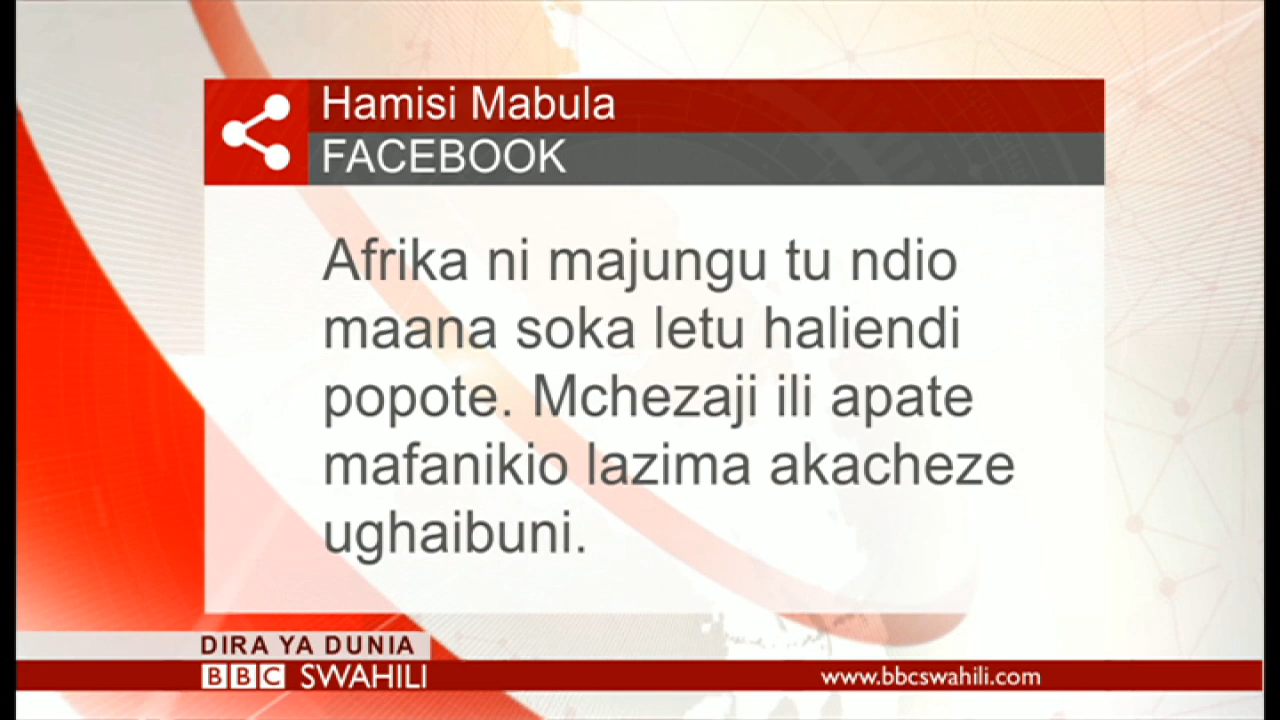 Hamisi Mabula
FACEBOOK
Afrika ni majungu tu ndio
maana soka letu haliendi
popote. Mchezaji ili apate
mafanikio lazima akacheze
ughaibuni.
DIRA YA DUNIA
BBC SWAHILI
www.bbcswahili.com